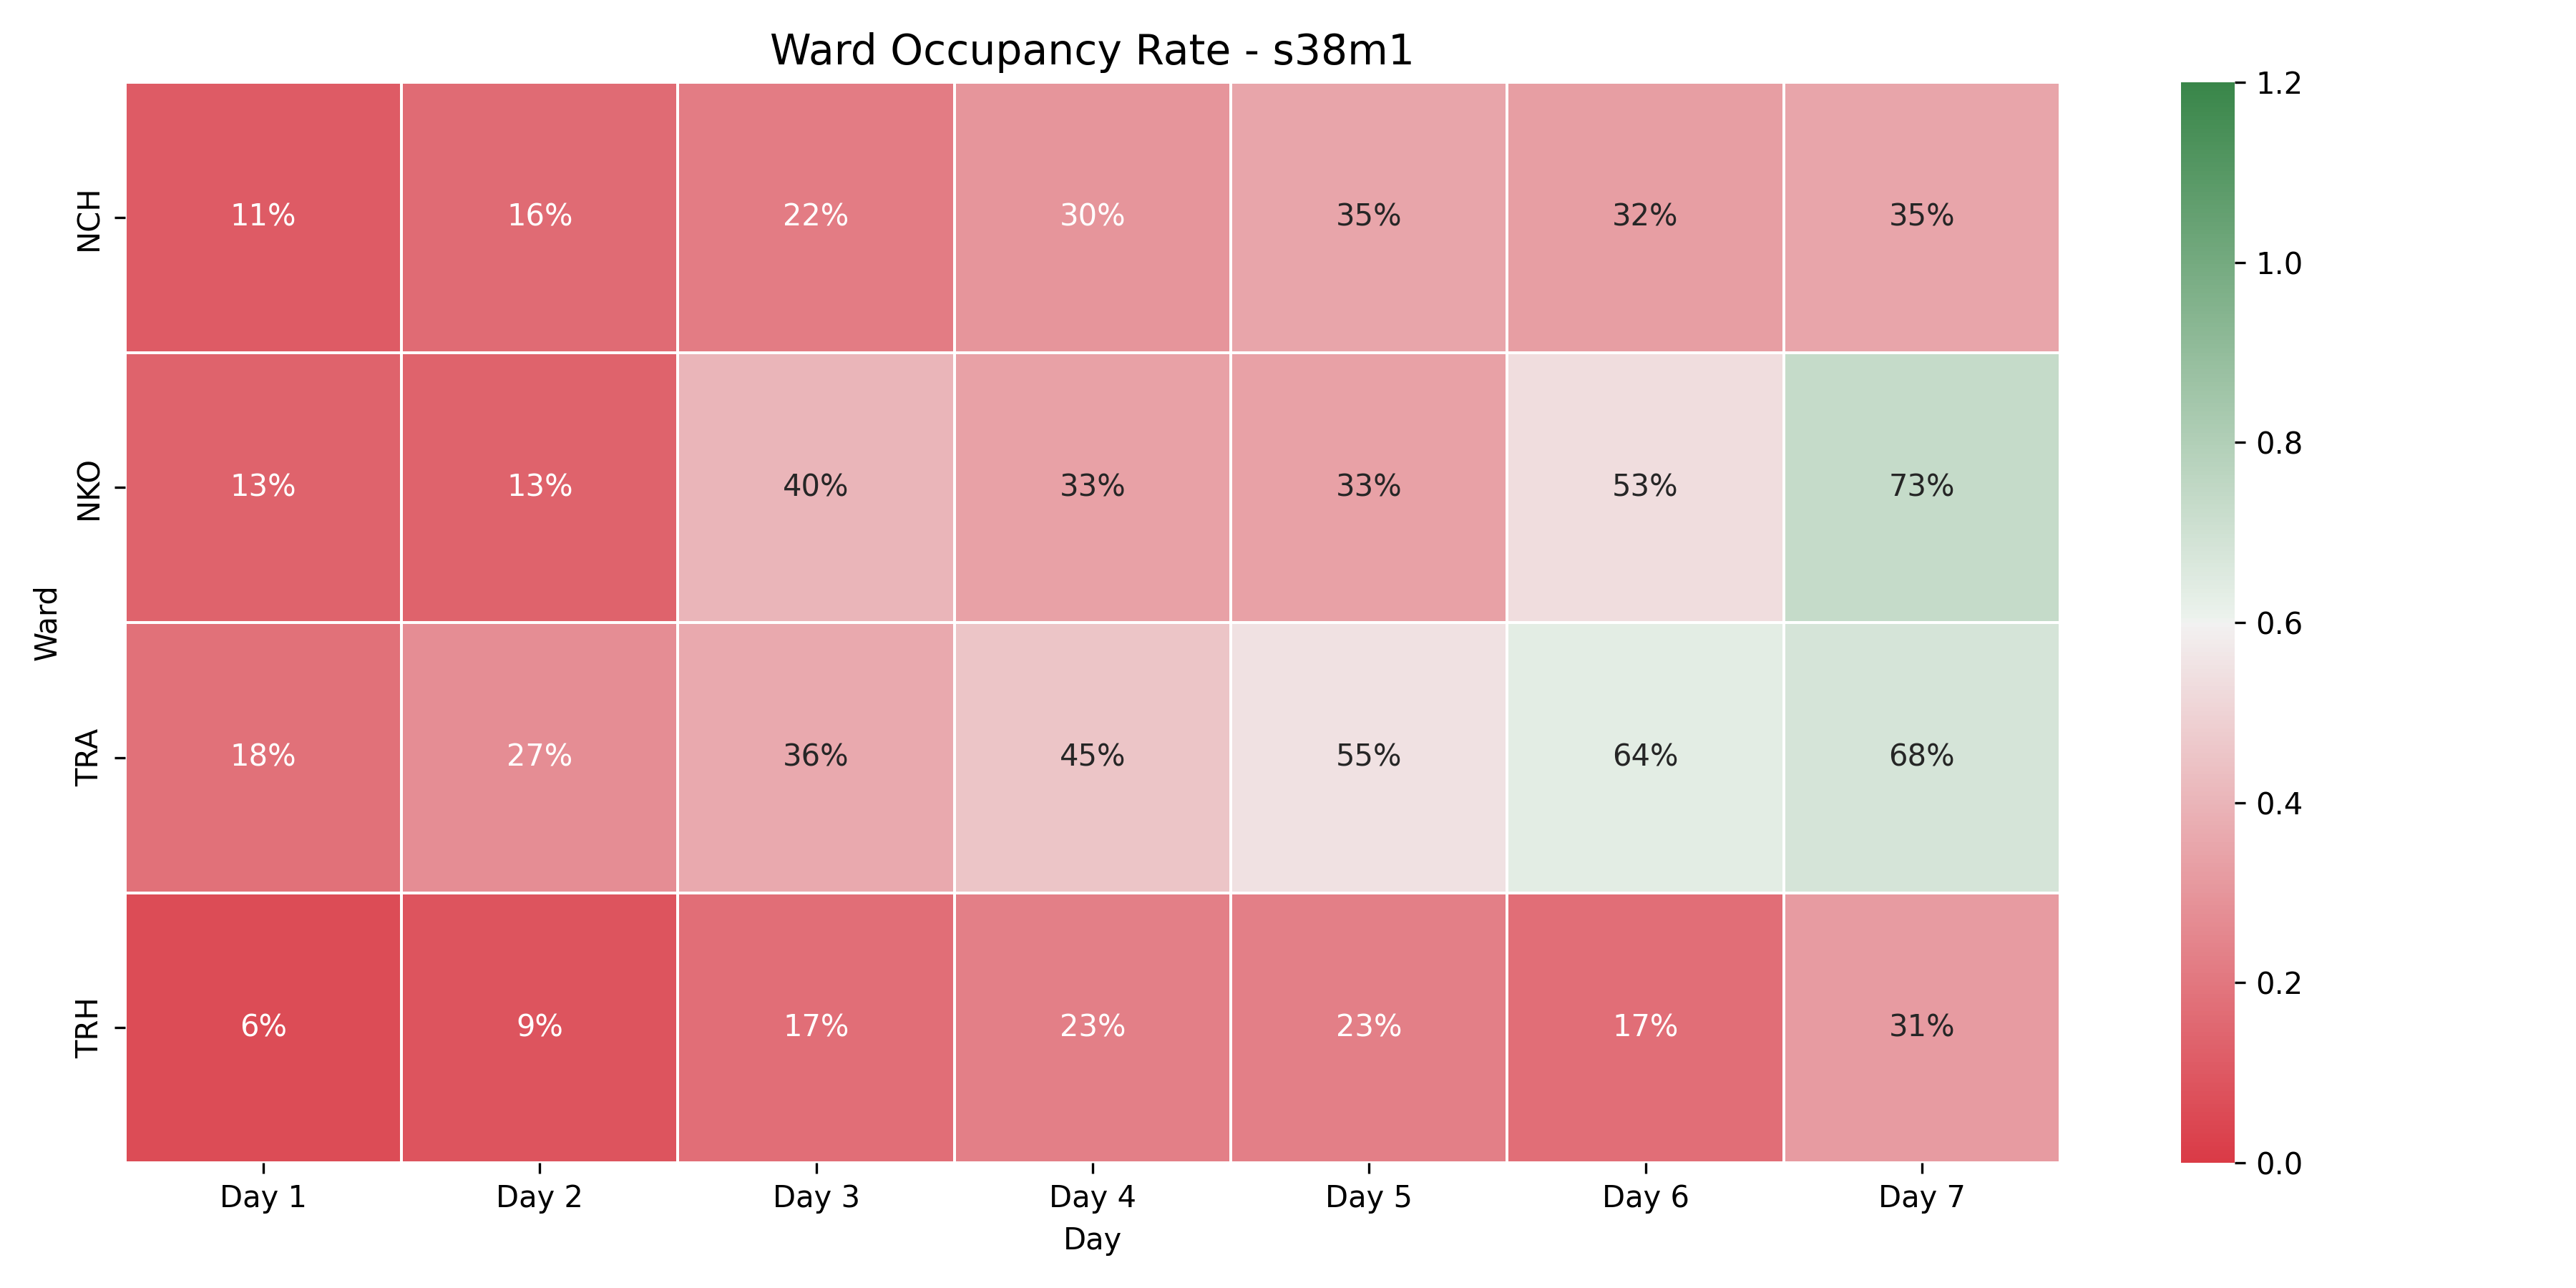 Ward Occupancy Rate - s38m1
NCH 11% 16% 22% 30% 35% 32% 35%
NKO 13% 13% 40% 33% 33% 53% 73%
TRA 18% 27% 36% 45% 55% 64% 68%
TRH 6% 9% 17% 23% 23% 17% 31%
Ward
Day 1 Day 2 Day 3 Day 4 Day 5 Day 6 Day 7
Day
1.2
1.0
0.8
0.6
0.4
0.2
0.0